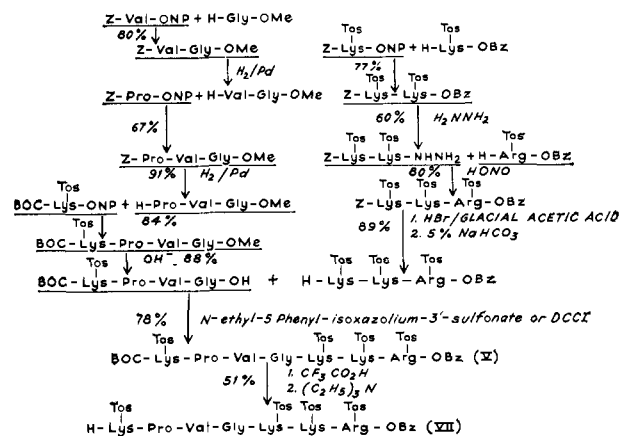 Z-Val-ONP + H-Gly-OMe
80%
Z-Val-Gly-OMe
H2/Pd
Z-Pro-ONP + H-Val-Gly-OMe
67%
Z-Pro-Val-Gly-OMe
91% H2/Pd
Tos
BOC-Lys-ONP + H-Pro-Val-Gly-OMe
84%
Tos
BOC-Lys-Pro-Val-Gly-OMe
OH- 88%
Tos
BOC-Lys-Pro-Val-Gly-OH +
Tos Tos
Z-Lys-ONP + H-Lys-OBz
77%
Tos Tos
Z-Lys-Lys-OBz
60% H2NNH2
Tos Tos Tos
Z-Lys-Lys-NHNH2 + H-Arg-OBz
80% HONO
Tos Tos Tos
Z-Lys-Lys-Arg-OBz
89% 1. HBr/GLACIAL ACETIC ACID
2. 5% NaHCO3
Tos Toc Tos
H-Lys-Lys-Arg-OBz
78% N-ethyl-5 Phenyl-isoxazolium-3'-sulfonate or DCCI
Tos Tos Tos Tos
BOC-Lys-Pro-Val-Gly-Lys-Lys-Arg-OBz (V)
51% 1. CF3CO2H
2. (C2H5)3N
Tos Tos Tos Tos
H-Lys-Pro-Val-Gly-Lys-Lys-Arg-OBz (VII)